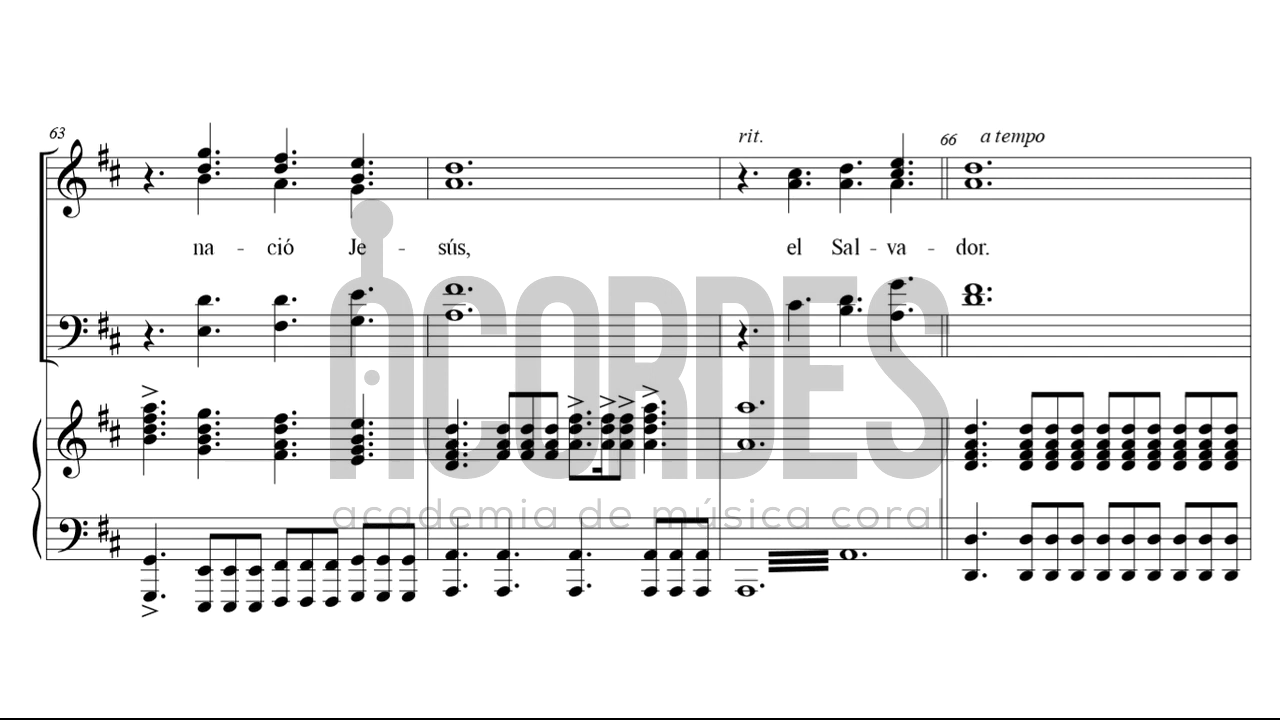 63
rit.
66 a tempo
na - ció Je - sús, el Sal - va - dor.
ACORDES
academia de música coral